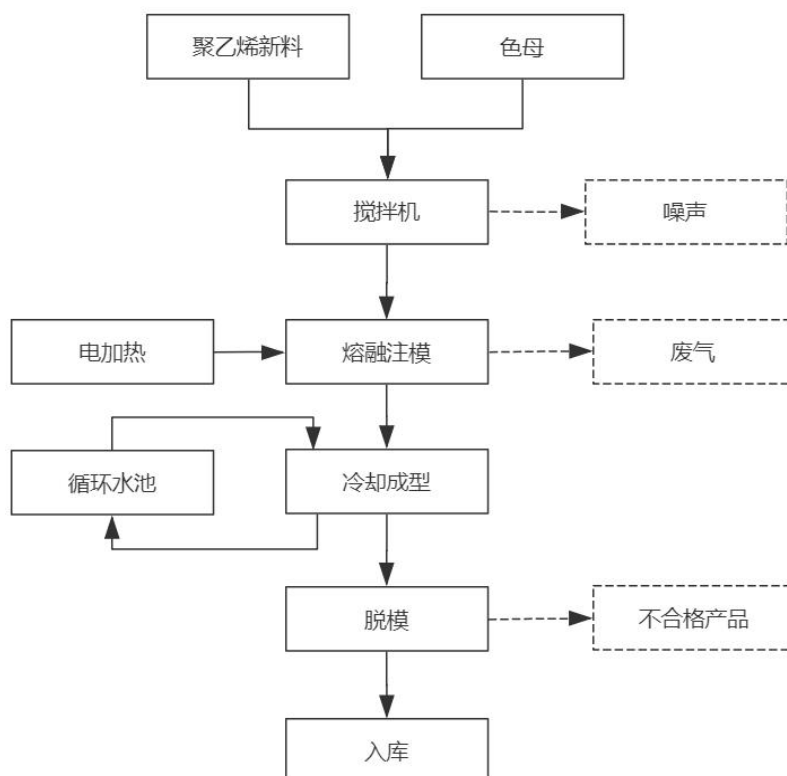 聚乙烯新料
色母
搅拌机
噪声
电加热
熔融注模
废气
循环水池
冷却成型
脱模
不合格产品
入库